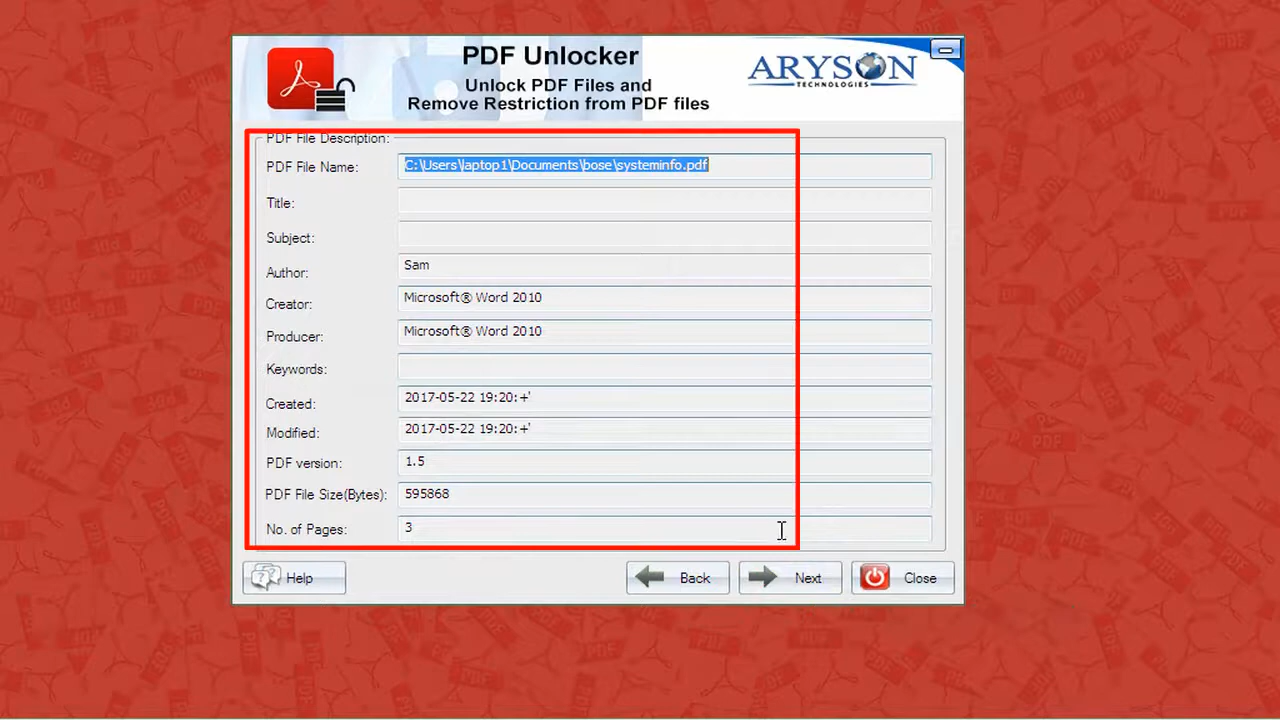 PDF Unlocker
Unlock PDF Files and
Remove Restriction from PDF files
ARYSON
TECHNOLOGIES
PDF File Description:
PDF File Name: C:\Users\laptop1\Documents\bose\systeminfo.pdf
Title:
Subject:
Author: Sam
Creator: Microsoft® Word 2010
Producer: Microsoft® Word 2010
Keywords:
Created: 2017-05-22 19:20:+'
Modified: 2017-05-22 19:20:+'
PDF version: 1.5
PDF File Size(Bytes): 595868
No. of Pages: 3
Help Back Next Close